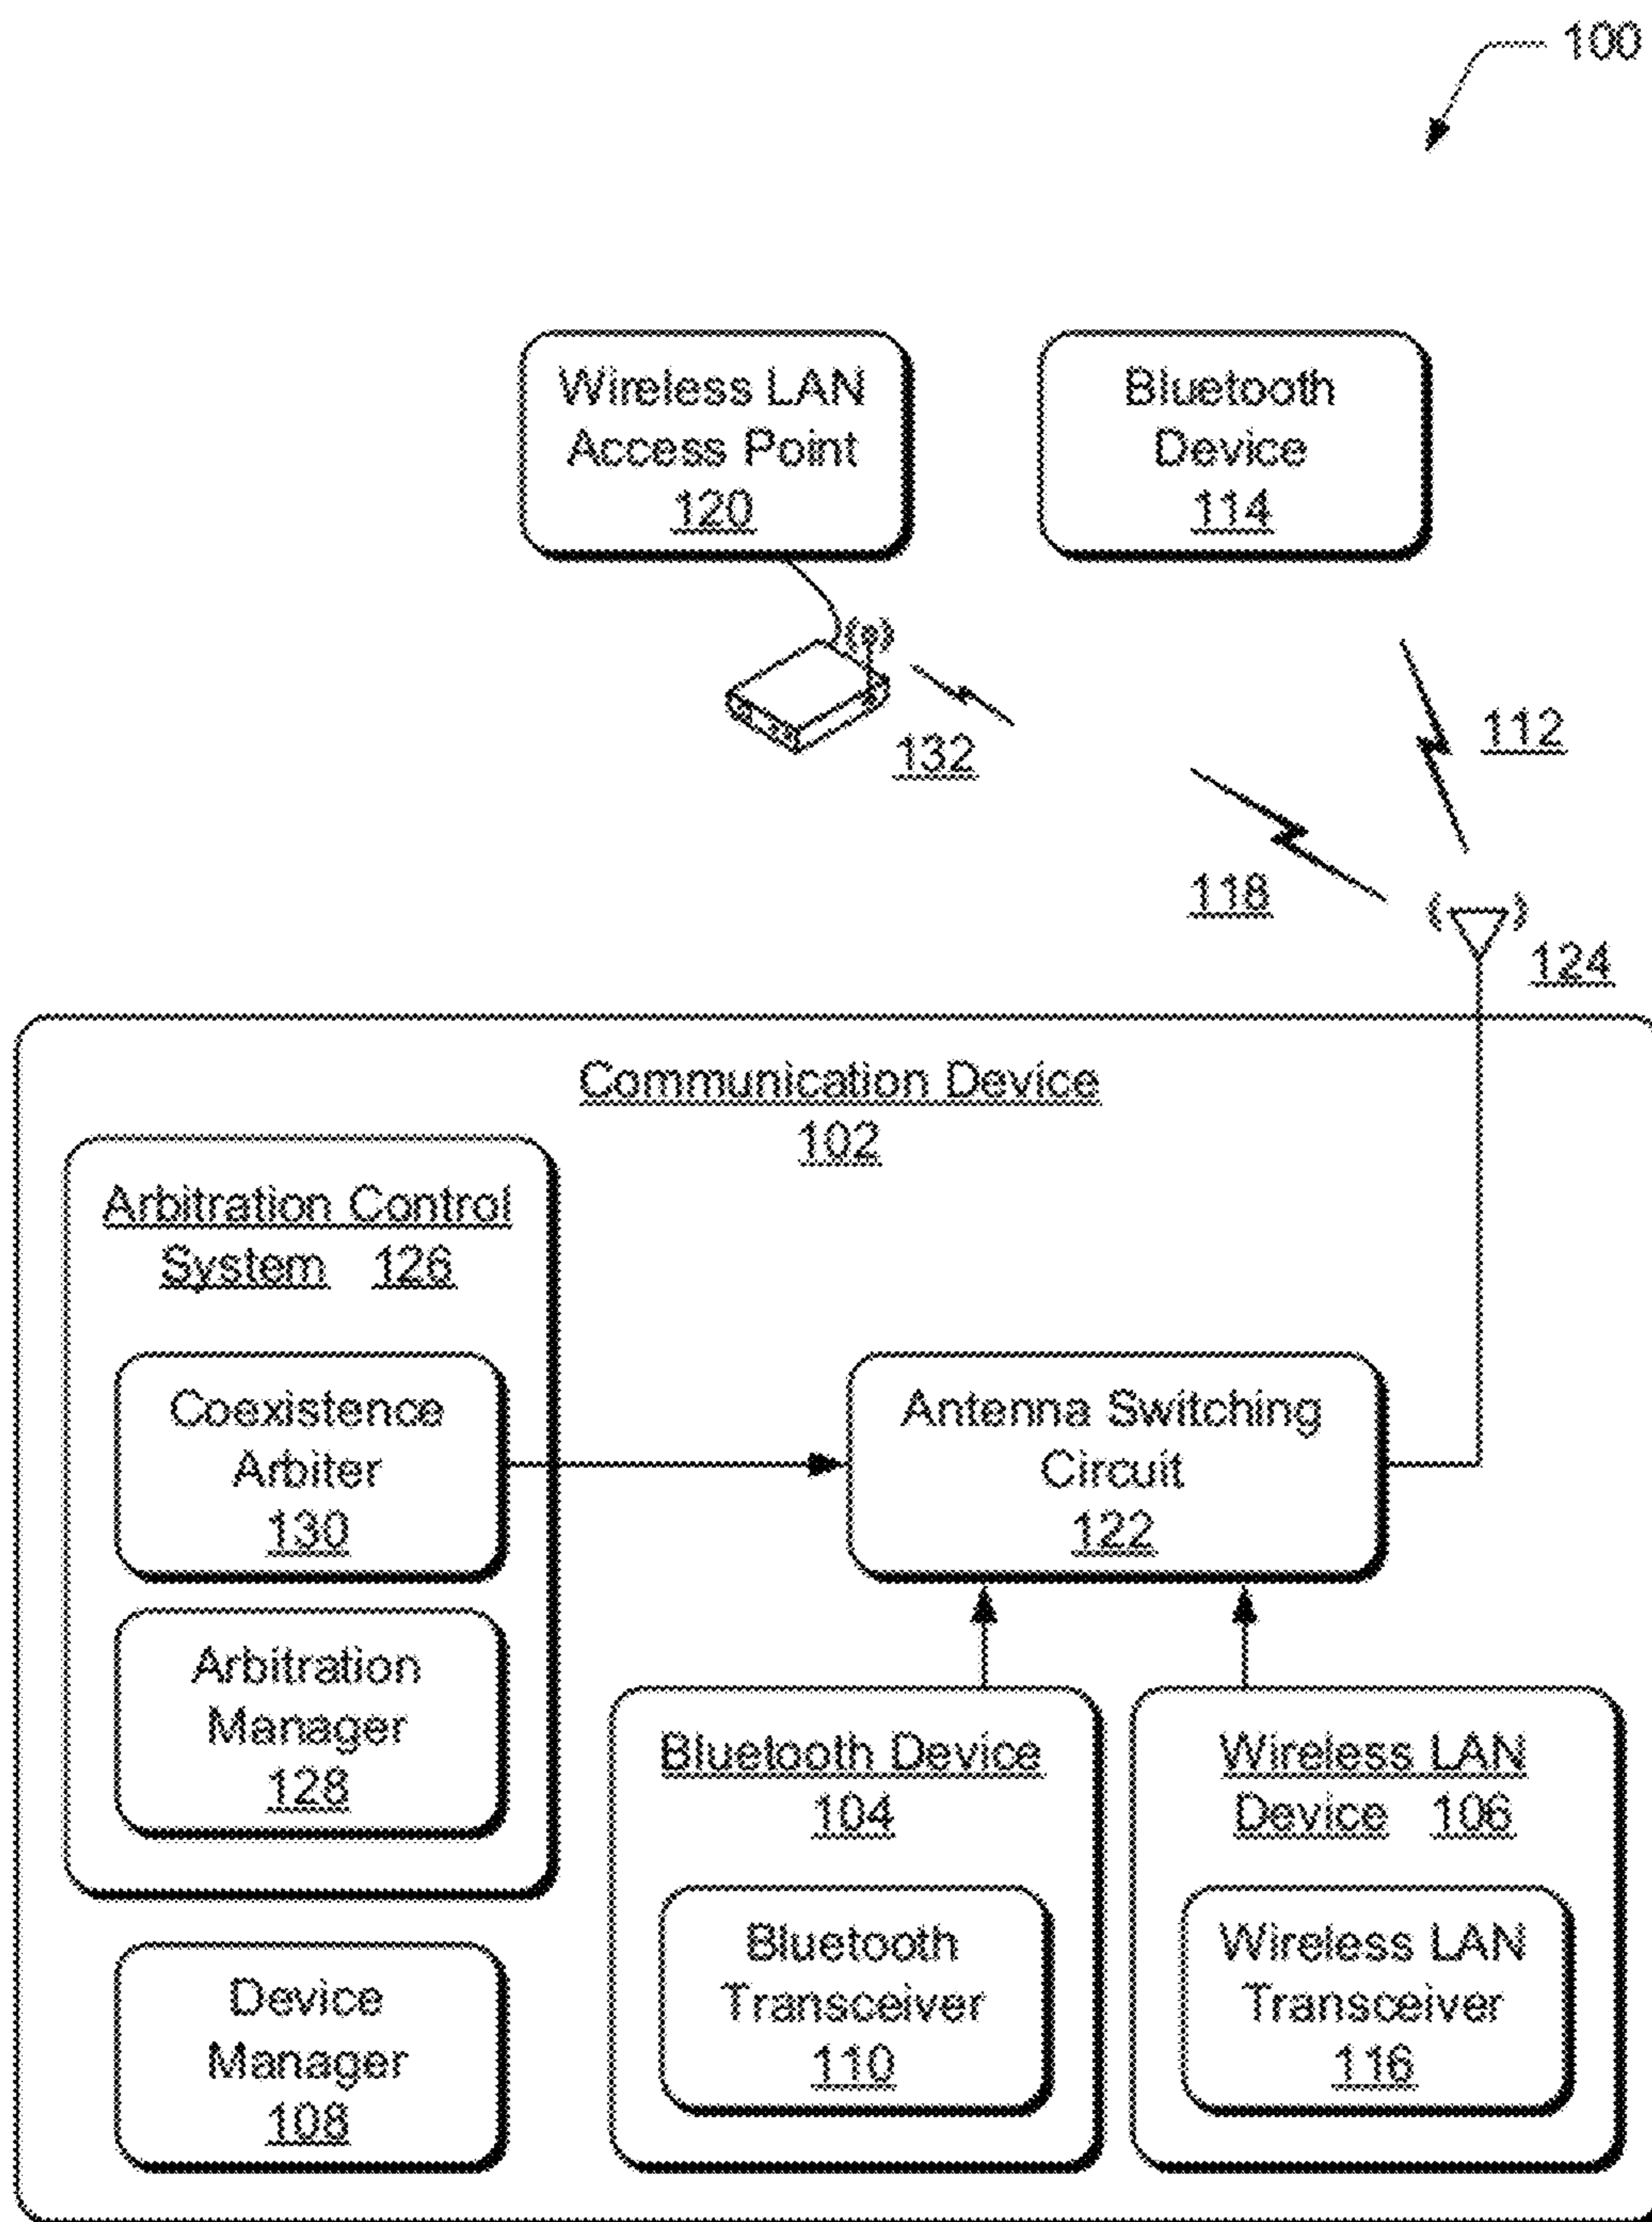 100
Wireless LAN
Access Point
120
Bluetooth
Device
114
132
112
118
124
Communication Device
102
Arbitration Control
System 126
Coexistence
Arbiter
130
Antenna Switching
Circuit
122
Arbitration
Manager
128
Bluetooth Device
104
Wireless LAN
Device 106
Bluetooth
Transceiver
110
Wireless LAN
Transceiver
116
Device
Manager
108